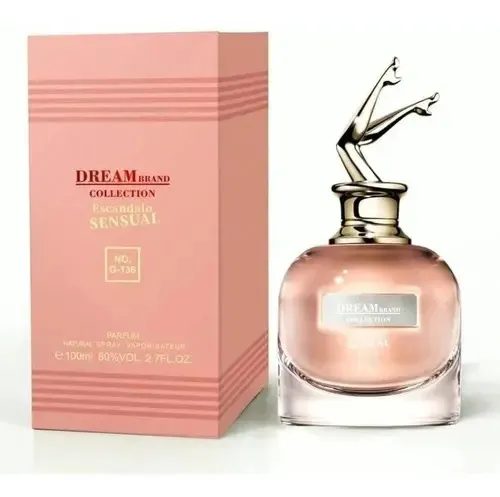 DREAM BRAND
COLLECTION
Escandalo
SENSUAL
NO.
G-136
PARFUM
NATURAL SPRAY · VAPORISATEUR
℮ 100ml 80%VOL. 2.7FL.OZ.
DREAM BRAND
COLLECTION